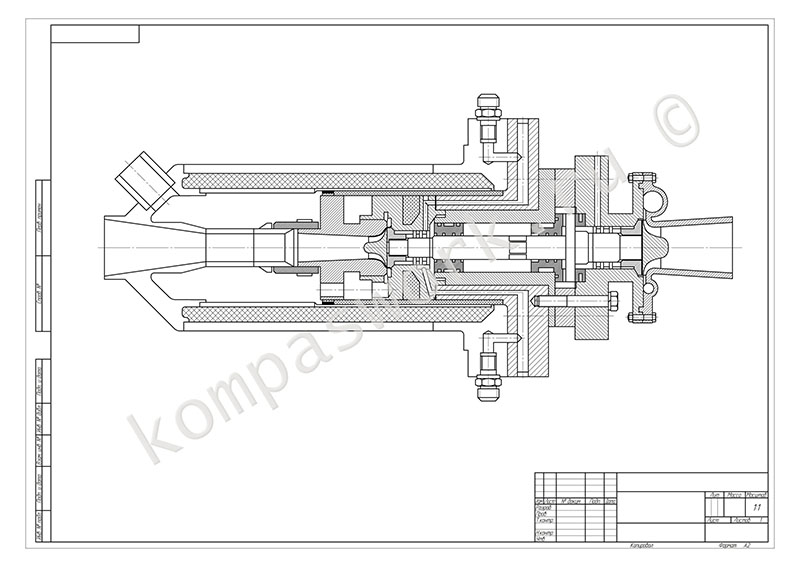 kompaswork.ru ©
Перв. примен.
Справ. №
Подп. и дата
Инв. № дубл.
Взам. инв. №
Подп. и дата
Инв. № подл.
Изм. Лист № докум. Подп. Дата
Разраб.
Пров.
Т.контр.
Н.контр.
Утв.
Лит. Масса Масштаб
1:1
Лист Листов 1
Копировал Формат А2